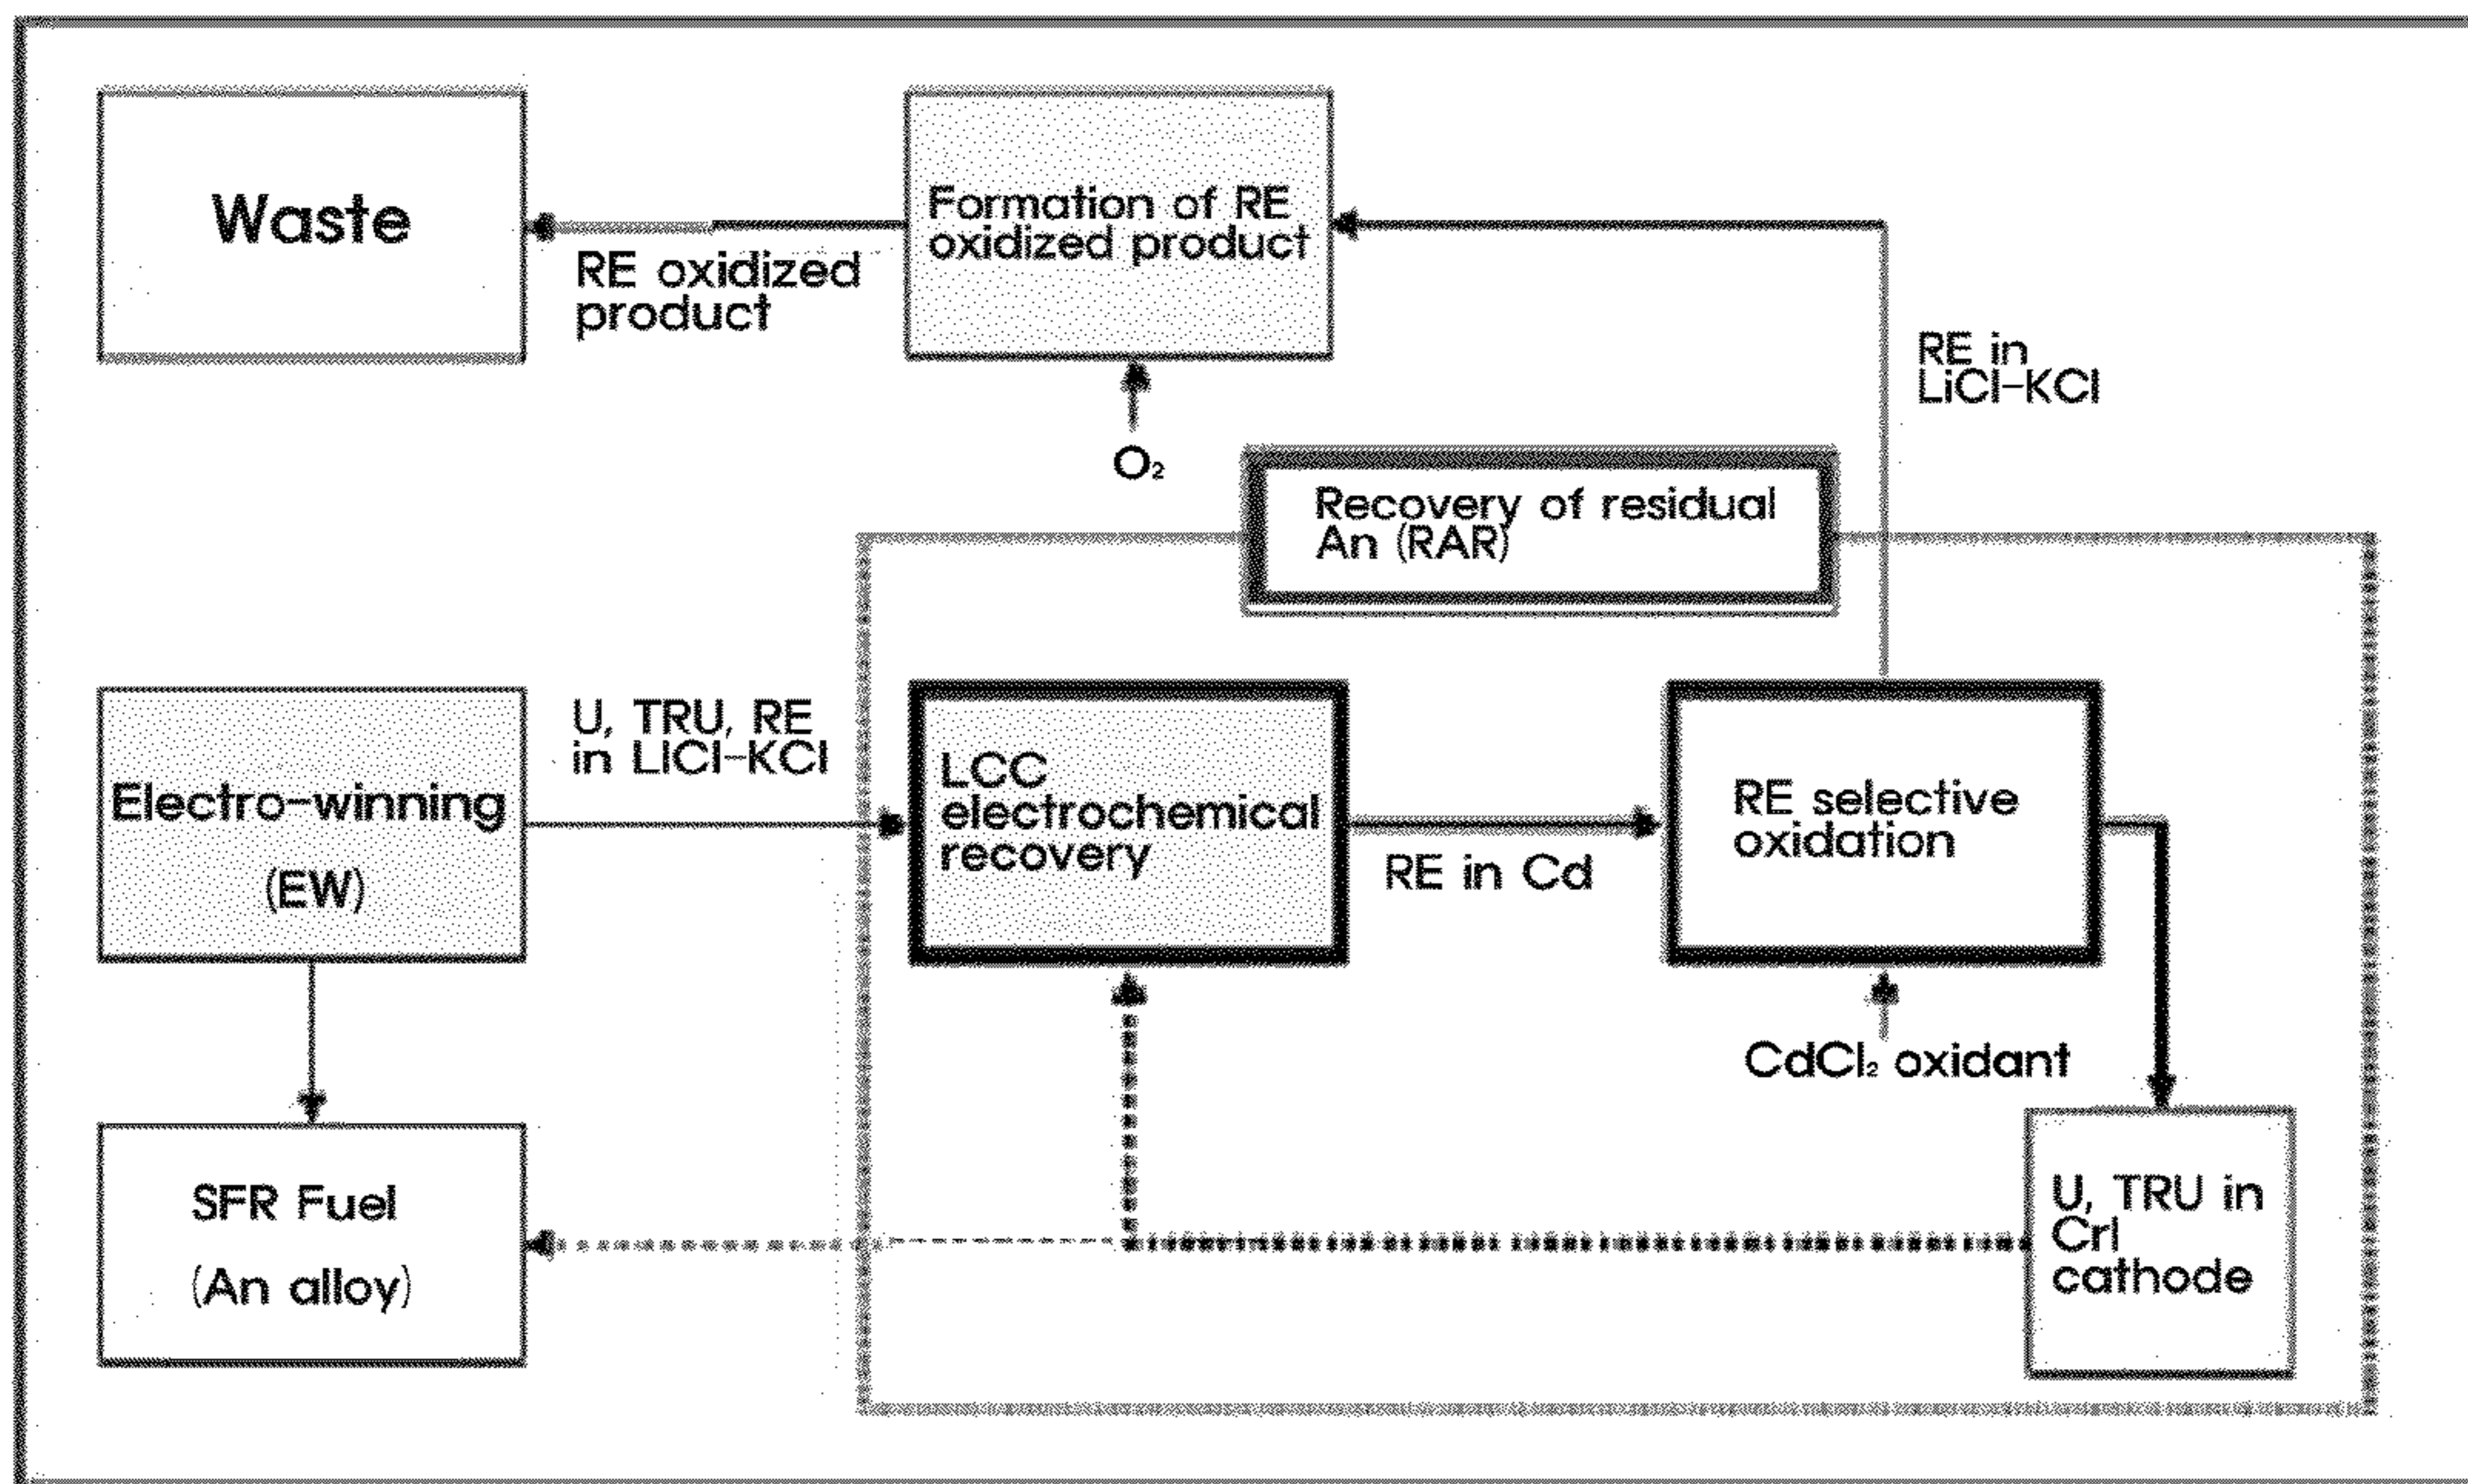 Waste
Formation of RE
oxidized product
RE oxidized
product
RE in
LiCl-KCl
O₂
Recovery of residual
An (RAR)
U, TRU, RE
in LICl-KCl
Electro-winning
(EW)
LCC
electrochemical
recovery
RE in Cd
RE selective
oxidation
CdCl₂ oxidant
SFR Fuel
(An alloy)
U, TRU in
Crl
cathode